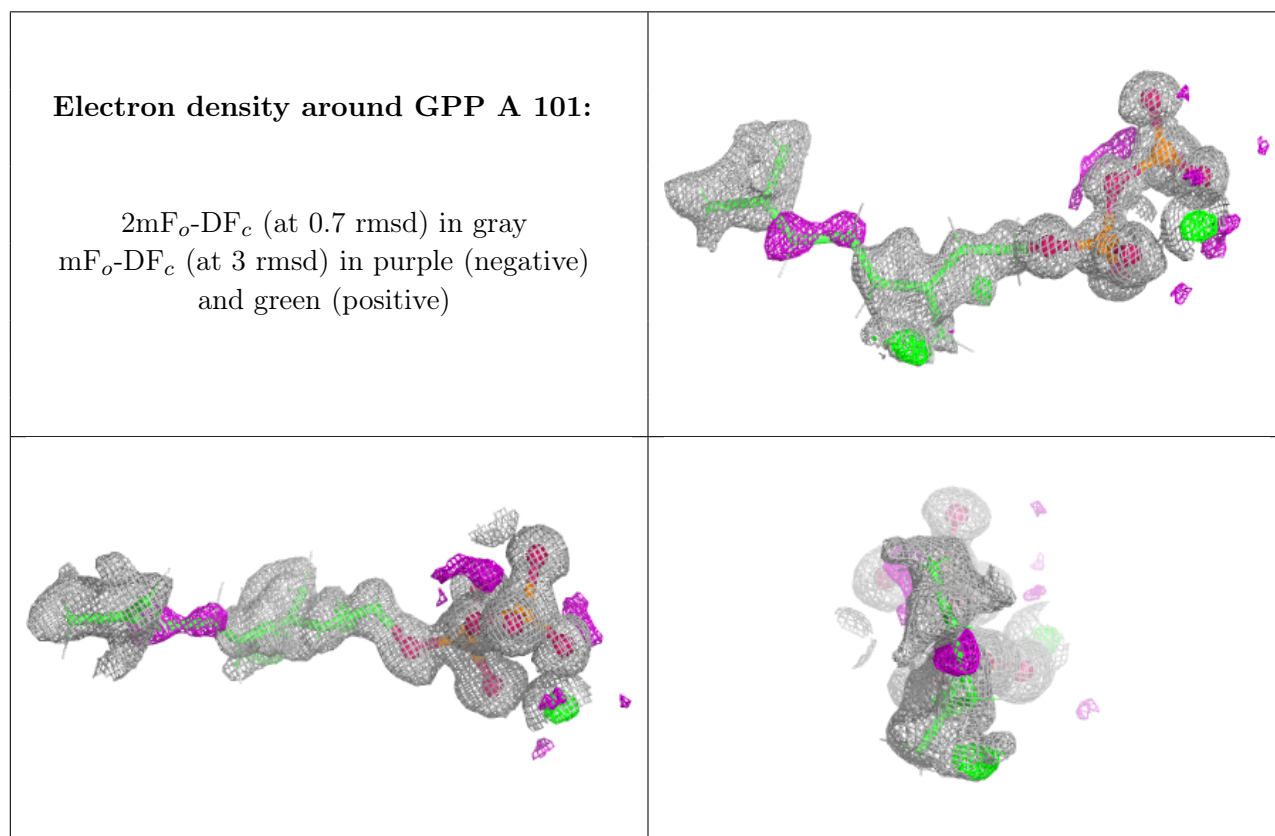 Electron density around GPP A 101:
2mFo-DFc (at 0.7 rmsd) in gray
mFo-DFc (at 3 rmsd) in purple (negative)
and green (positive)